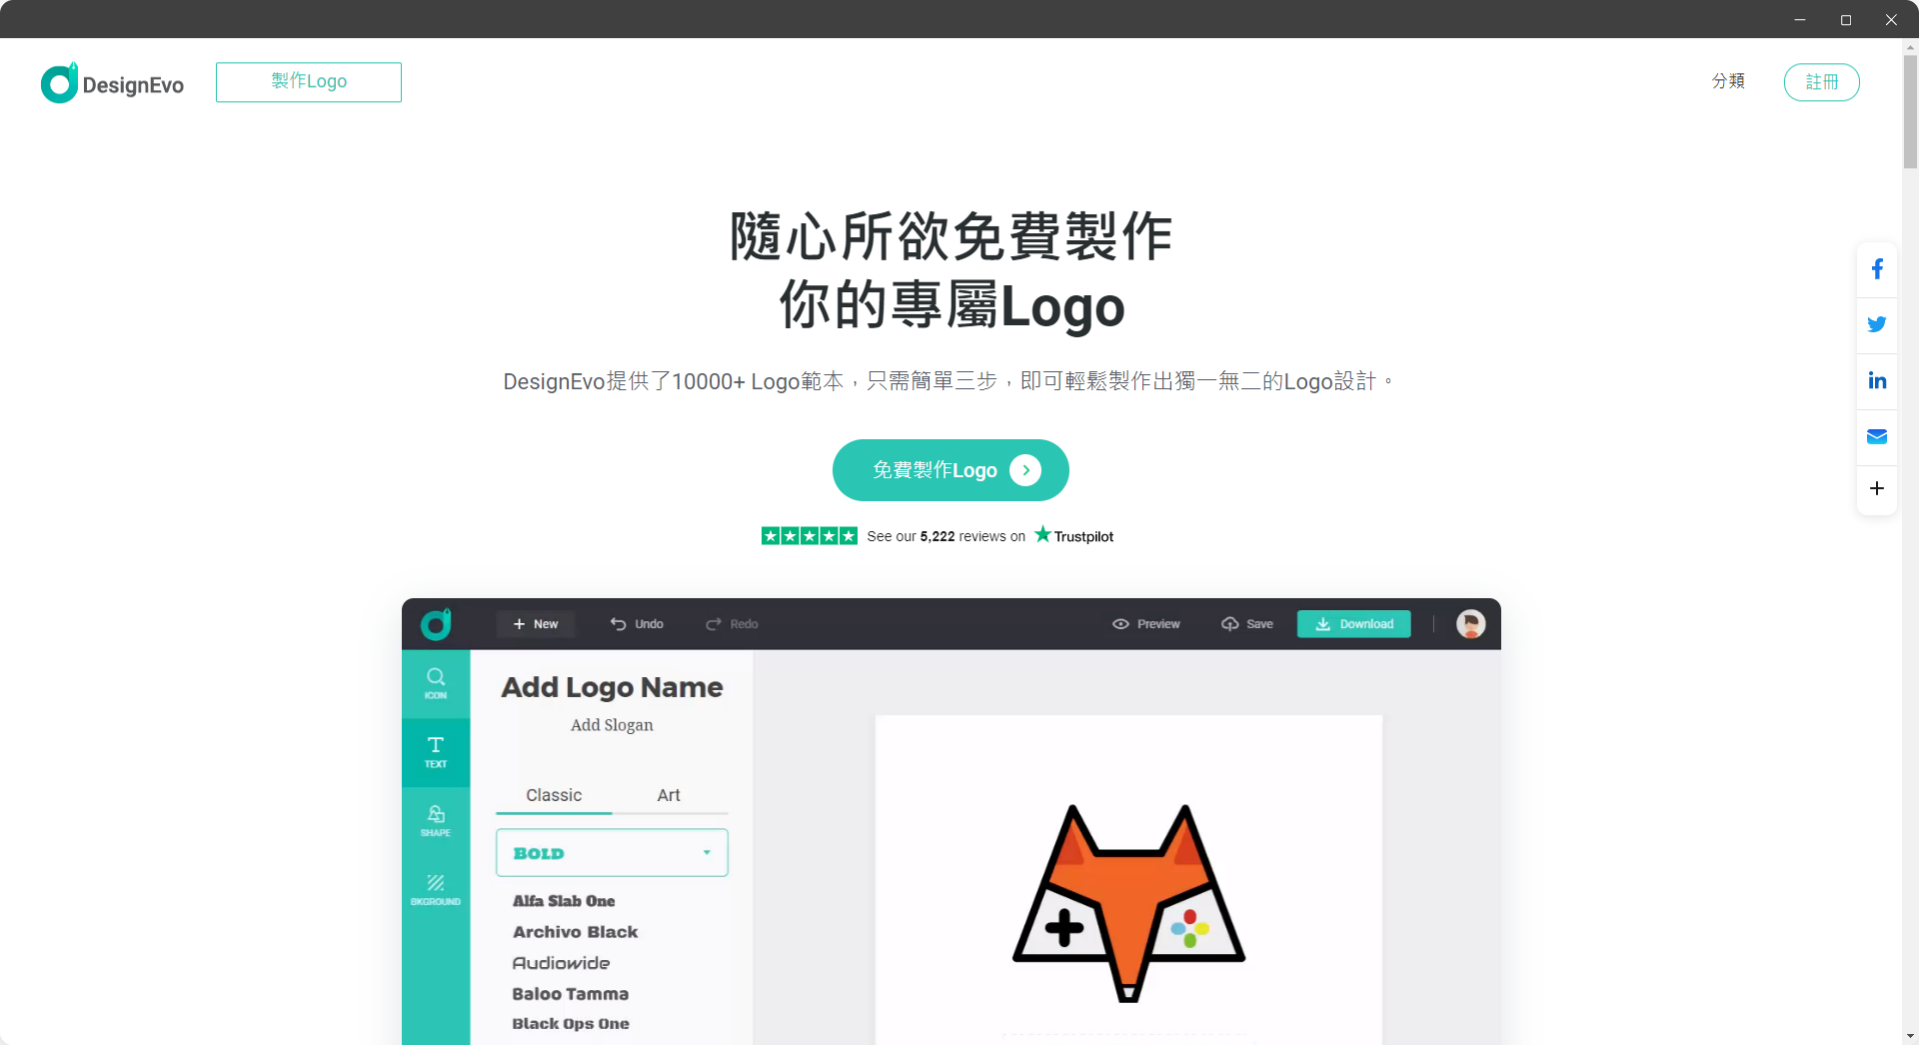 DesignEvo
製作Logo
分類
註冊
隨心所欲免費製作
你的專屬Logo
DesignEvo提供了10000+ Logo範本，只需簡單三步，即可輕鬆製作出獨一無二的Logo設計。
免費製作Logo
See our 5,222 reviews on Trustpilot
New
Undo
Redo
Preview
Save
Download
ICON
TEXT
SHAPE
BKGROUND
Add Logo Name
Add Slogan
Classic
Art
BOLD
Alfa Slab One
Archivo Black
Audiowide
Baloo Tamma
Black Ops One